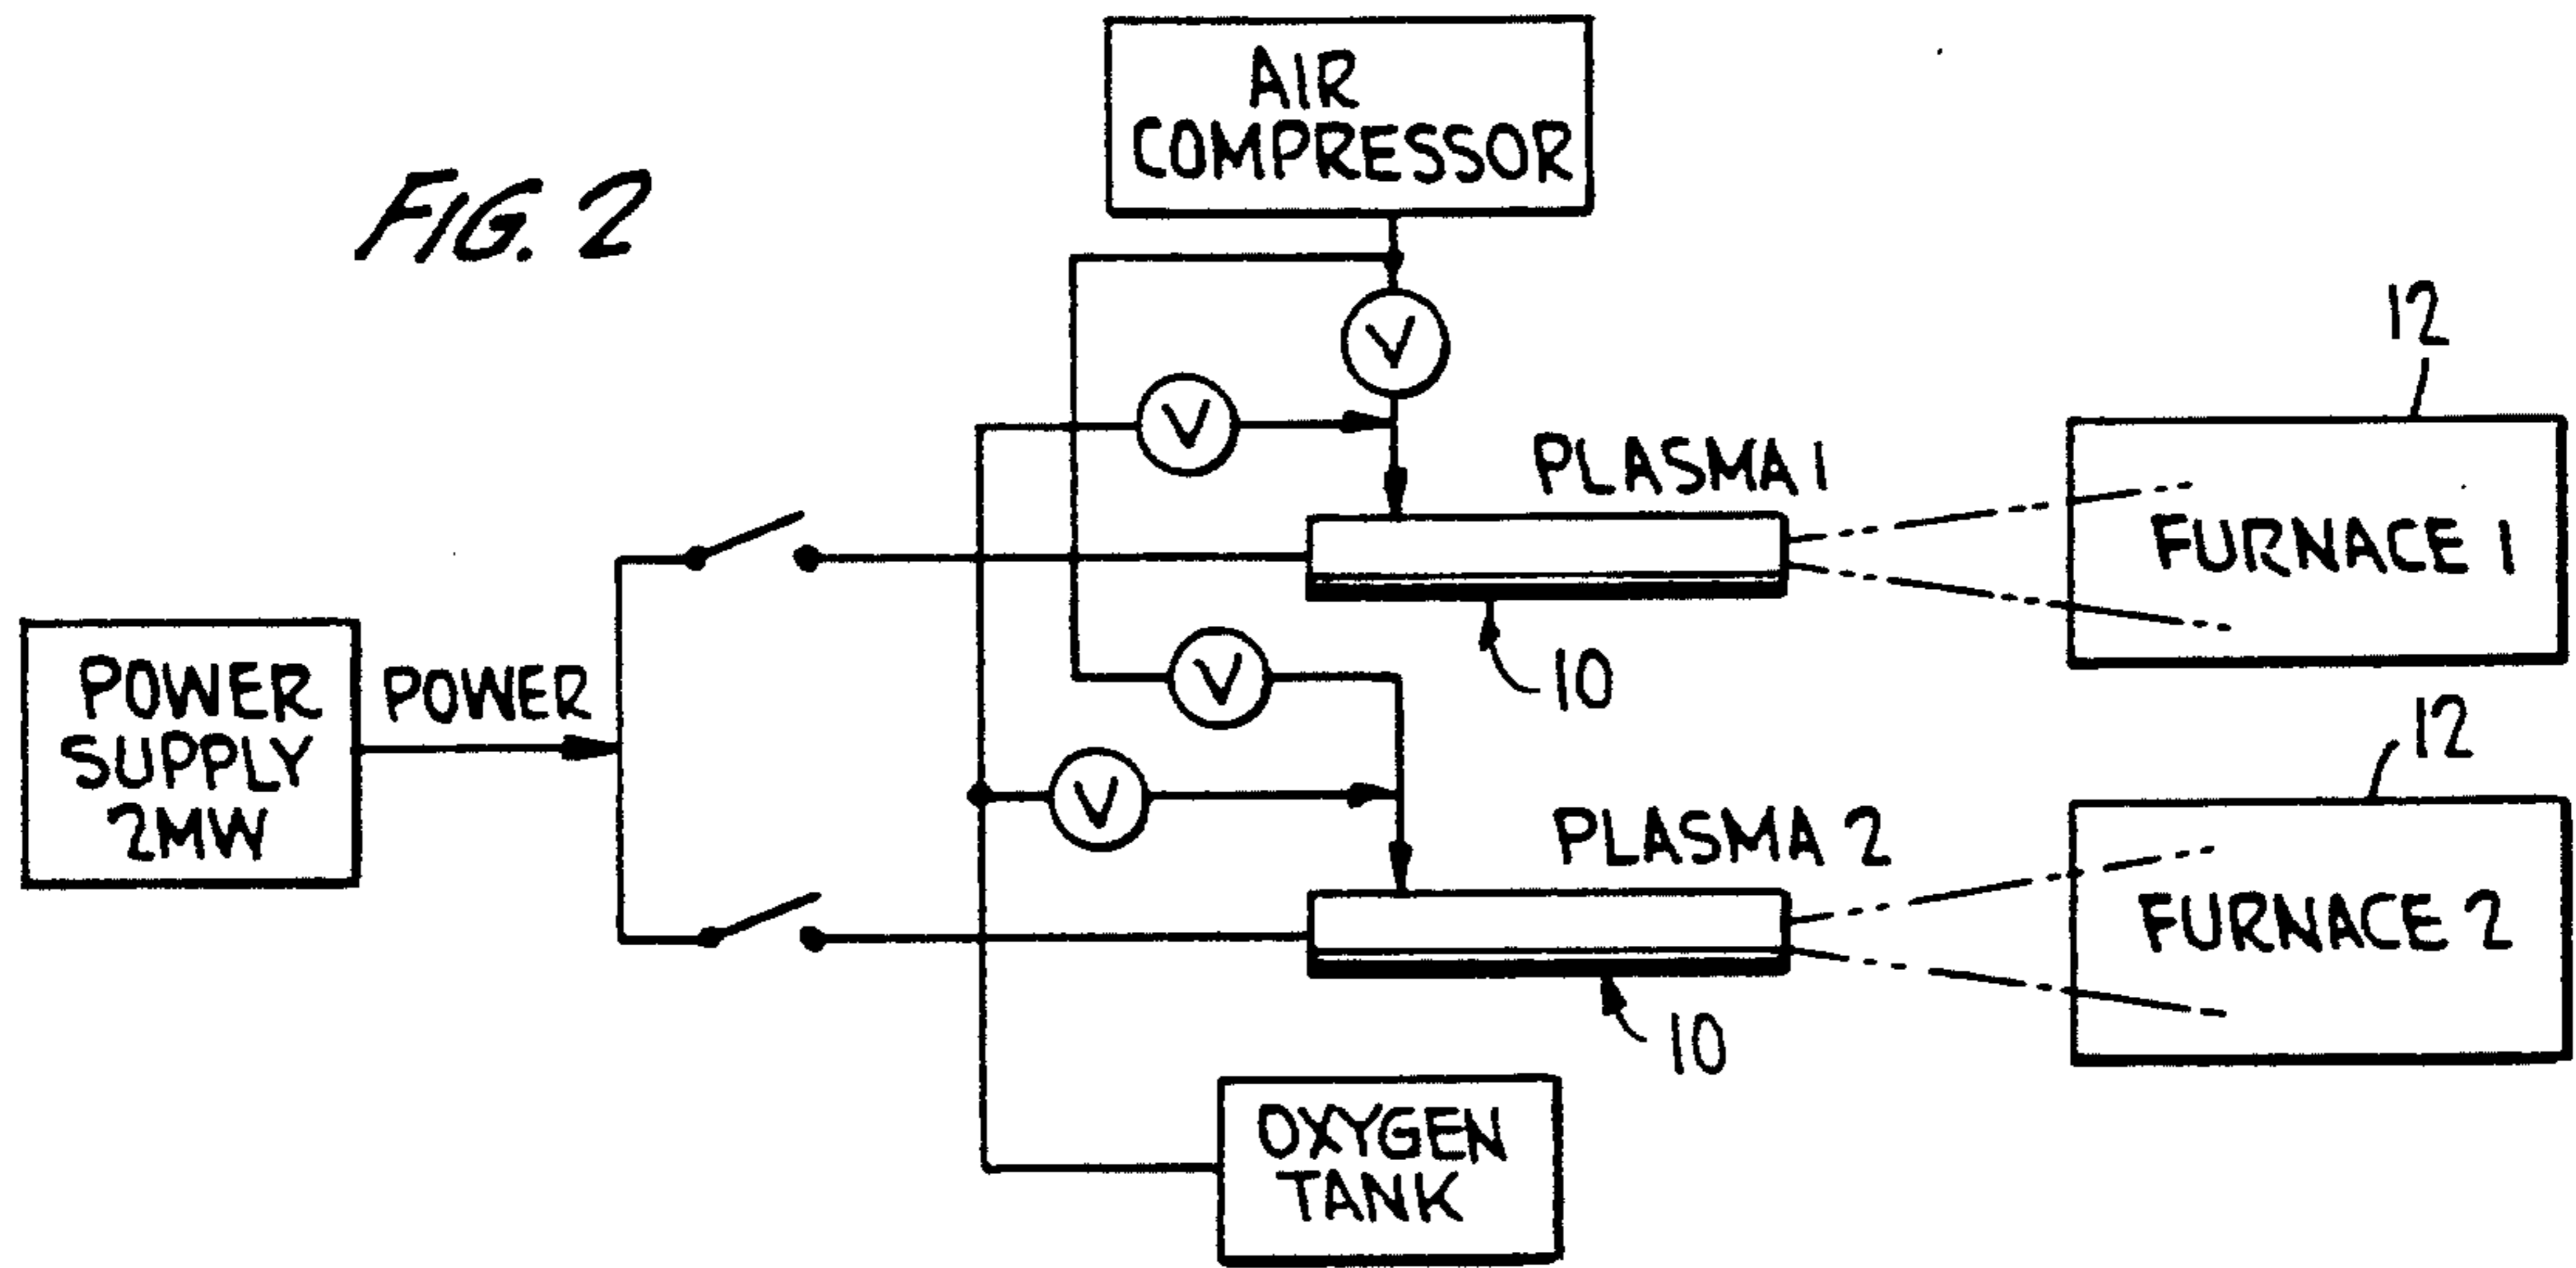 FIG. 2
AIR
COMPRESSOR
V
V
12
PLASMA 1
FURNACE 1
10
POWER
SUPPLY
2MW
POWER
V
V
12
PLASMA 2
FURNACE 2
10
OXYGEN
TANK